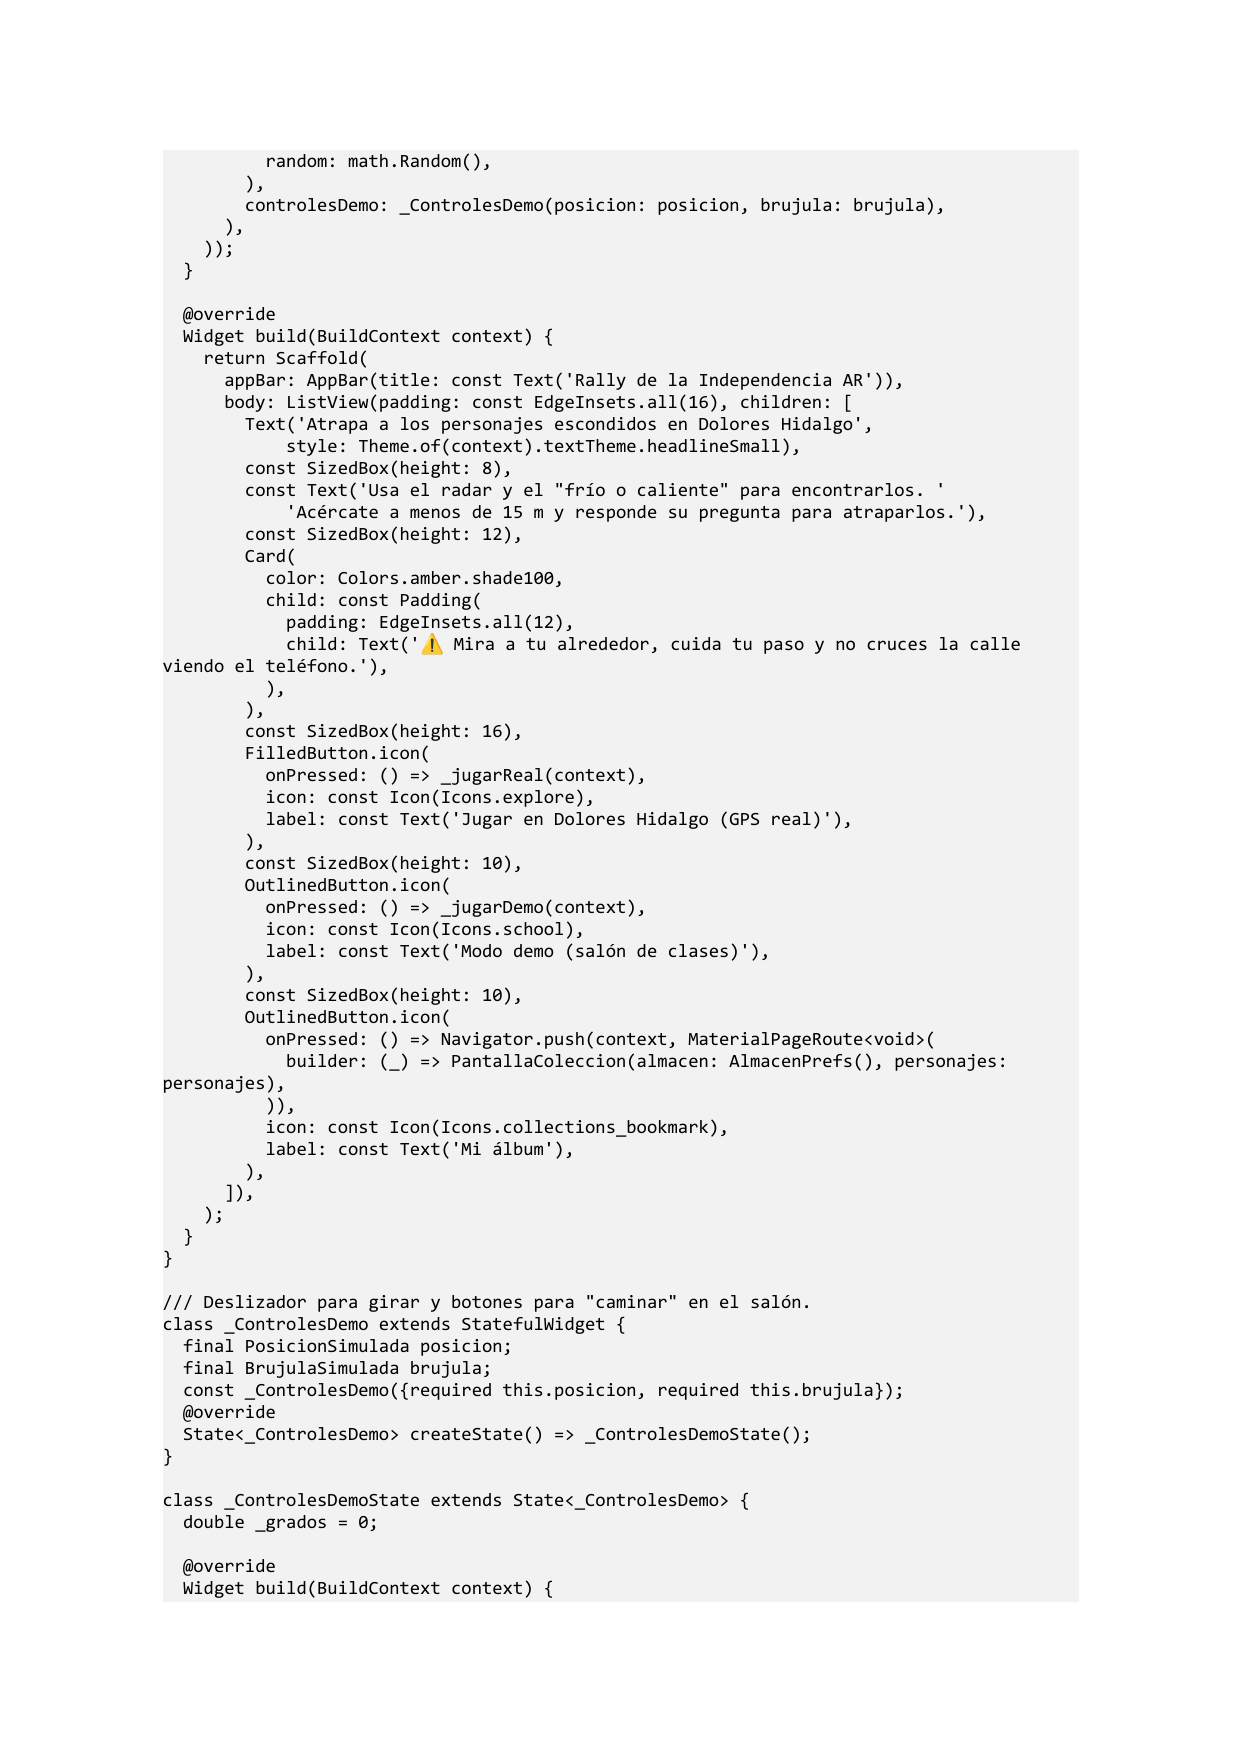 random: math.Random(),
        ),
        controlesDemo: _ControlesDemo(posicion: posicion, brujula: brujula),
      ),
    ));
  }

  @override
  Widget build(BuildContext context) {
    return Scaffold(
      appBar: AppBar(title: const Text('Rally de la Independencia AR')),
      body: ListView(padding: const EdgeInsets.all(16), children: [
        Text('Atrapa a los personajes escondidos en Dolores Hidalgo',
            style: Theme.of(context).textTheme.headlineSmall),
        const SizedBox(height: 8),
        const Text('Usa el radar y el "frío o caliente" para encontrarlos. '
            'Acércate a menos de 15 m y responde su pregunta para atraparlos.'),
        const SizedBox(height: 12),
        Card(
          color: Colors.amber.shade100,
          child: const Padding(
            padding: EdgeInsets.all(12),
            child: Text('⚠️ Mira a tu alrededor, cuida tu paso y no cruces la calle
viendo el teléfono.'),
          ),
        ),
        const SizedBox(height: 16),
        FilledButton.icon(
          onPressed: () => _jugarReal(context),
          icon: const Icon(Icons.explore),
          label: const Text('Jugar en Dolores Hidalgo (GPS real)'),
        ),
        const SizedBox(height: 10),
        OutlinedButton.icon(
          onPressed: () => _jugarDemo(context),
          icon: const Icon(Icons.school),
          label: const Text('Modo demo (salón de clases)'),
        ),
        const SizedBox(height: 10),
        OutlinedButton.icon(
          onPressed: () => Navigator.push(context, MaterialPageRoute<void>(
            builder: (_) => PantallaColeccion(almacen: AlmacenPrefs(), personajes:
personajes),
          )),
          icon: const Icon(Icons.collections_bookmark),
          label: const Text('Mi álbum'),
        ),
      ]),
    );
  }
}

/// Deslizador para girar y botones para "caminar" en el salón.
class _ControlesDemo extends StatefulWidget {
  final PosicionSimulada posicion;
  final BrujulaSimulada brujula;
  const _ControlesDemo({required this.posicion, required this.brujula});
  @override
  State<_ControlesDemo> createState() => _ControlesDemoState();
}

class _ControlesDemoState extends State<_ControlesDemo> {
  double _grados = 0;

  @override
  Widget build(BuildContext context) {